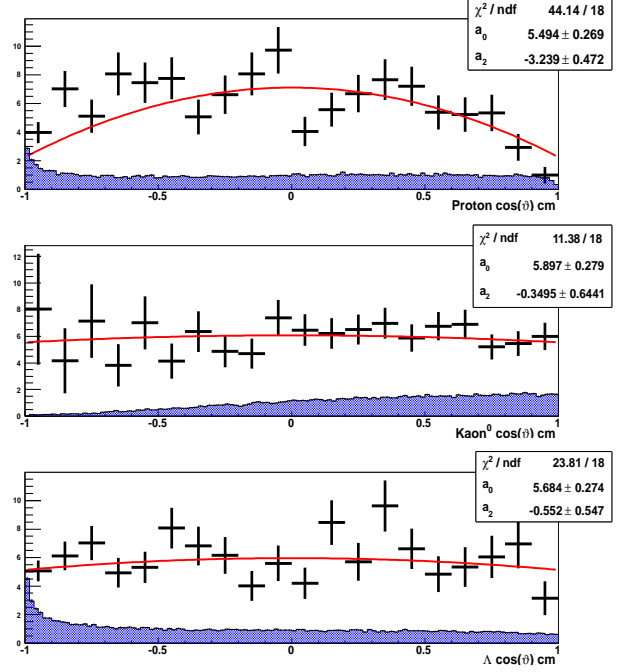 χ² / ndf 44.14 / 18
a₀ 5.494 ± 0.269
a₂ -3.239 ± 0.472
10
8
6
4
2
0
-1 -0.5 0 0.5 1
Proton cos(ϑ) cm
χ² / ndf 11.38 / 18
a₀ 5.897 ± 0.279
a₂ -0.3495 ± 0.6441
12
10
8
6
4
2
0
-1 -0.5 0 0.5 1
Kaon⁰ cos(ϑ) cm
χ² / ndf 23.81 / 18
a₀ 5.684 ± 0.274
a₂ -0.552 ± 0.547
10
8
6
4
2
0
-1 -0.5 0 0.5 1
Λ cos(ϑ) cm